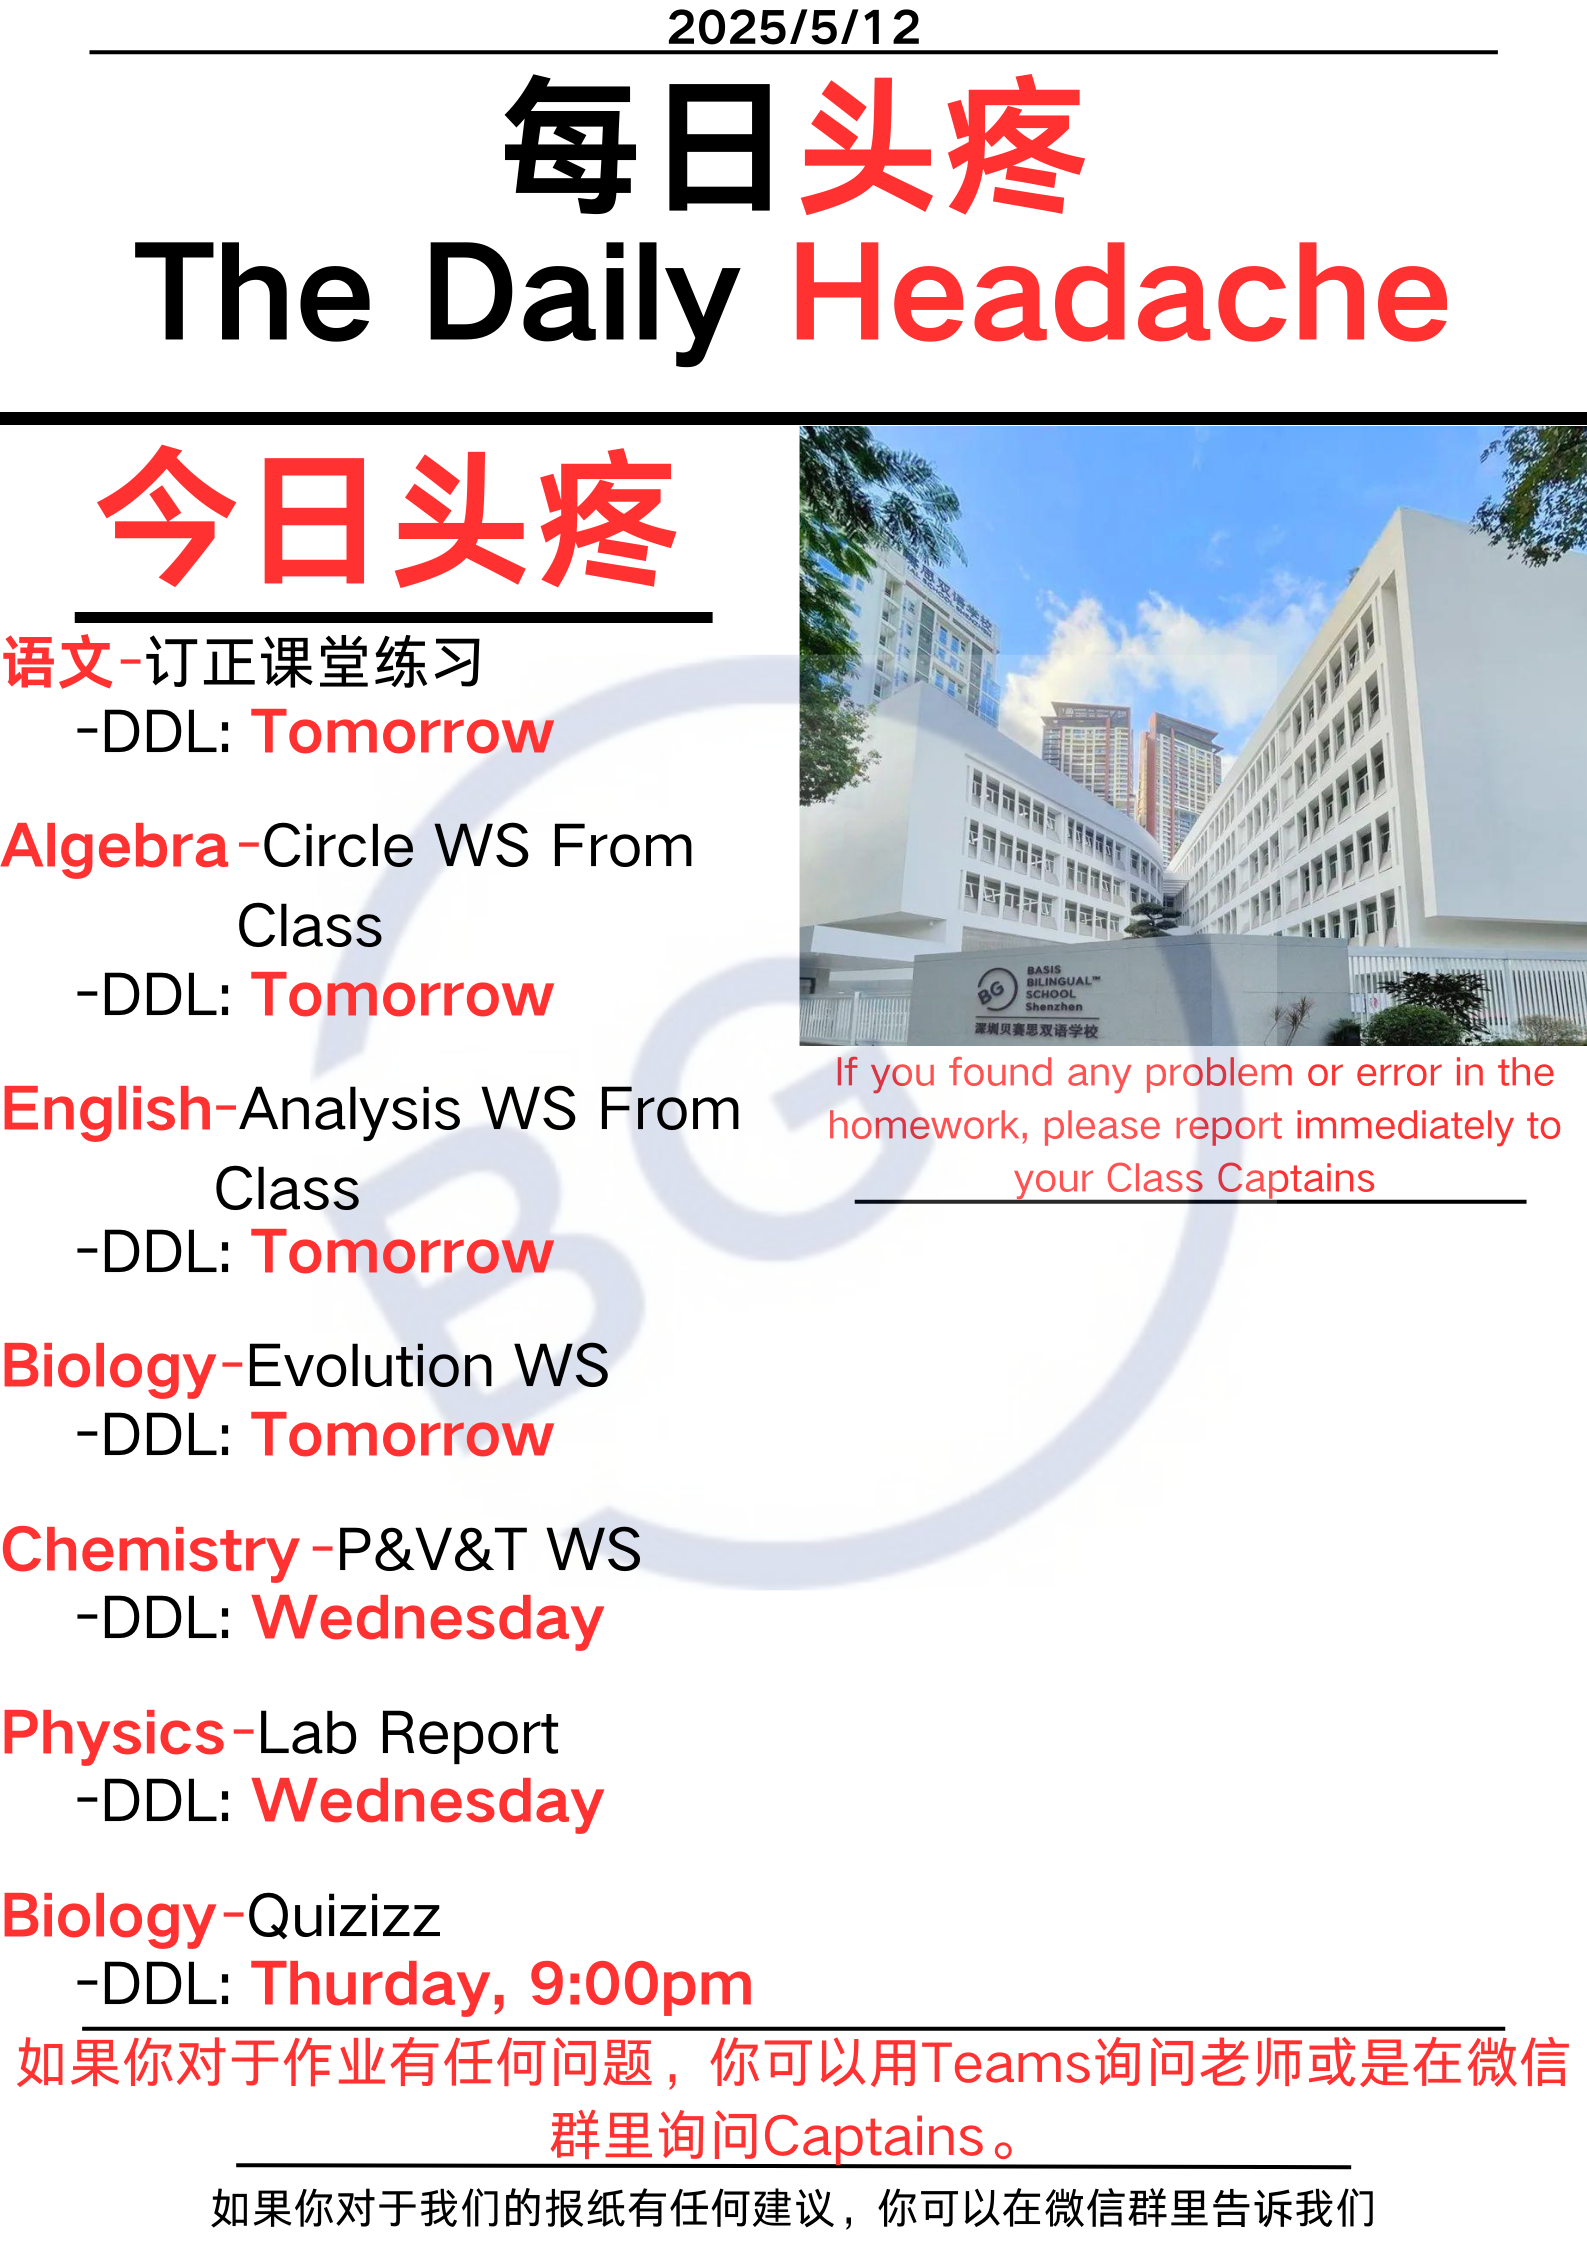 2025/5/12
每日头疼
The Daily Headache
今日头疼
语文-订正课堂练习
-DDL: Tomorrow
Algebra-Circle WS From
Class
-DDL: Tomorrow
English-Analysis WS From
Class
-DDL: Tomorrow
Biology-Evolution WS
-DDL: Tomorrow
Chemistry-P&V&T WS
-DDL: Wednesday
Physics-Lab Report
-DDL: Wednesday
Biology-Quizizz
-DDL: Thurday, 9:00pm
BG
BASIS
BILINGUAL™
SCHOOL
Shenzhen
深圳贝赛思双语学校
If you found any problem or error in the
homework, please report immediately to
your Class Captains
BG
如果你对于作业有任何问题，你可以用Teams询问老师或是在微信
群里询问Captains。
如果你对于我们的报纸有任何建议，你可以在微信群里告诉我们